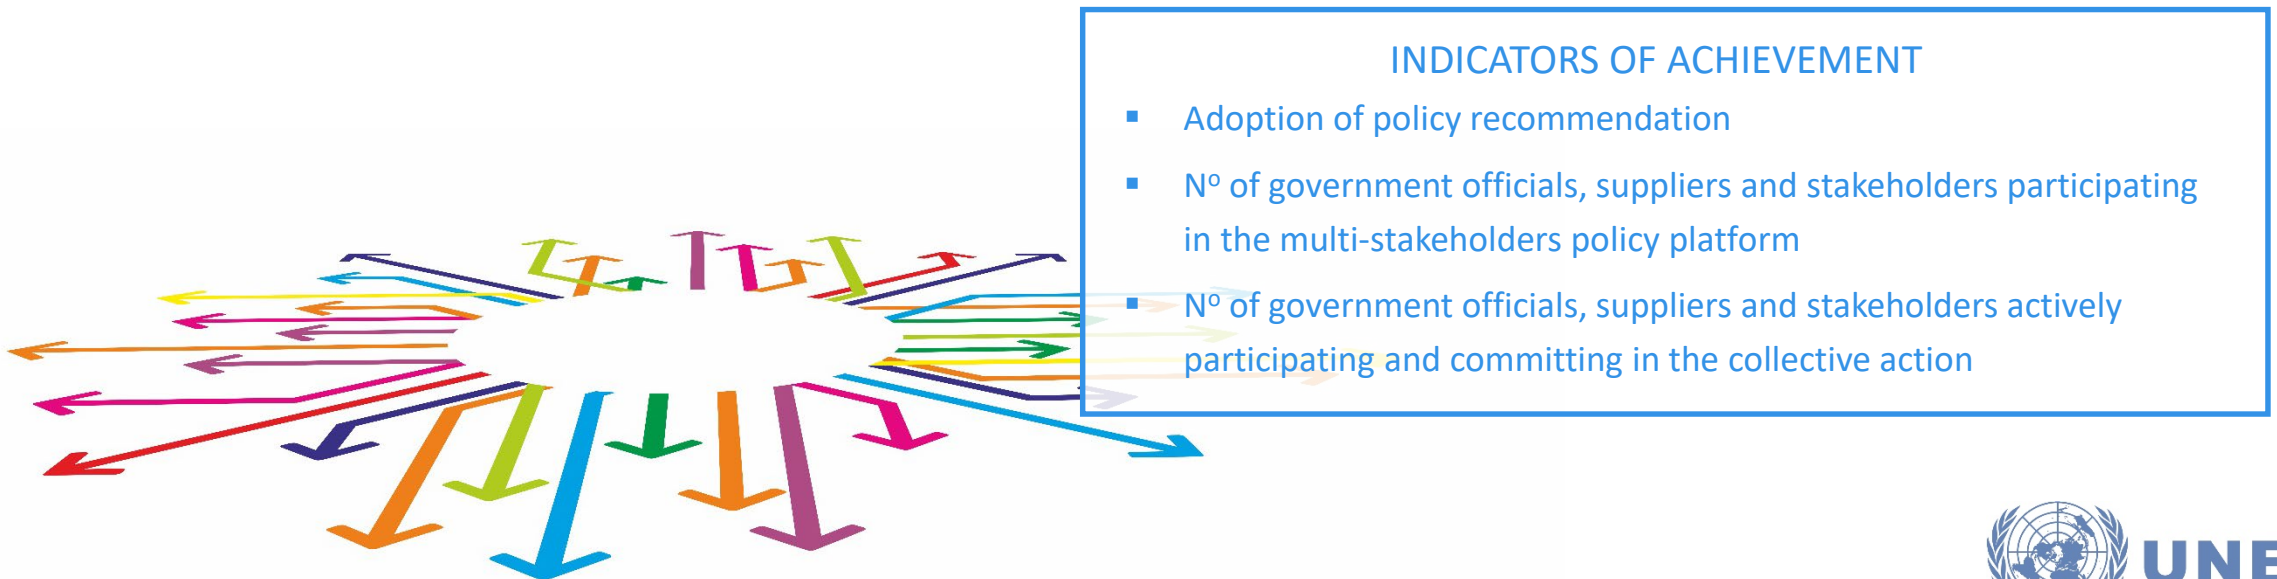 INDICATORS OF ACHIEVEMENT
▪ Adoption of policy recommendation
▪ Nº of government officials, suppliers and stakeholders participating
in the multi-stakeholders policy platform
▪ Nº of government officials, suppliers and stakeholders actively
participating and committing in the collective action
UNE